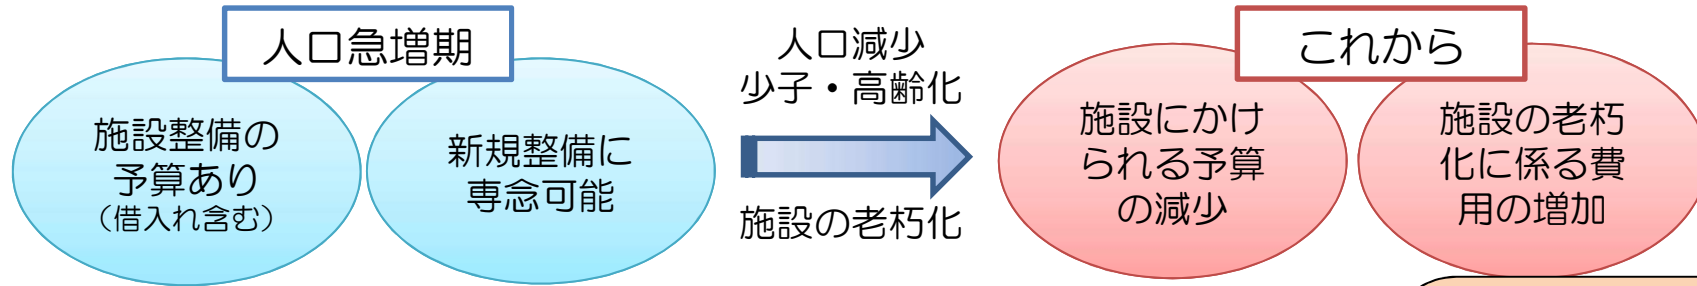 人口急増期
施設整備の
予算あり
（借入れ含む）
新規整備に
専念可能
人口減少
少子・高齢化
施設の老朽化
これから
施設にかけ
られる予算
の減少
施設の老朽
化に係る費
用の増加